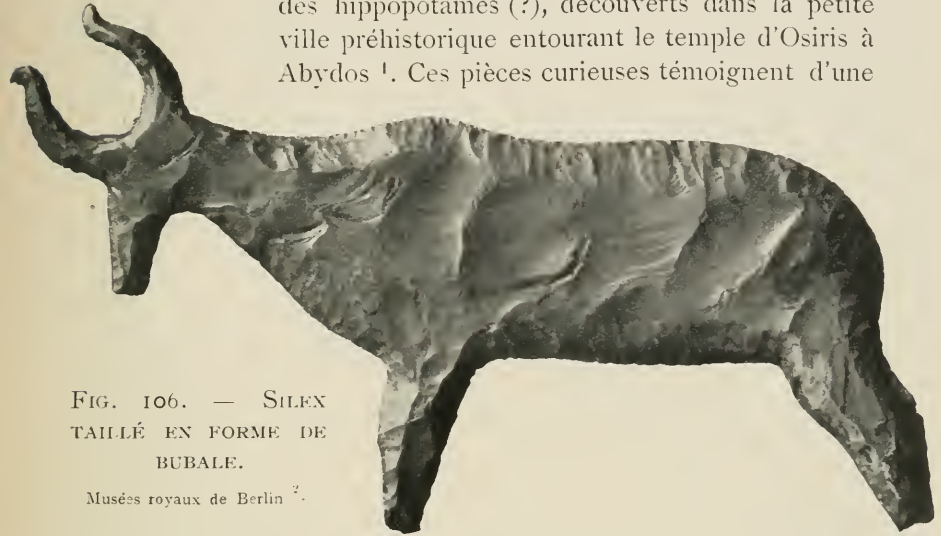 des hippopotames (?), découverts dans la petite
ville préhistorique entourant le temple d'Osiris à
Abydos ¹. Ces pièces curieuses témoignent d'une
FIG. 106. — SILEX
TAILLÉ EN FORME DE
BUBALE.
Musées royaux de Berlin ².